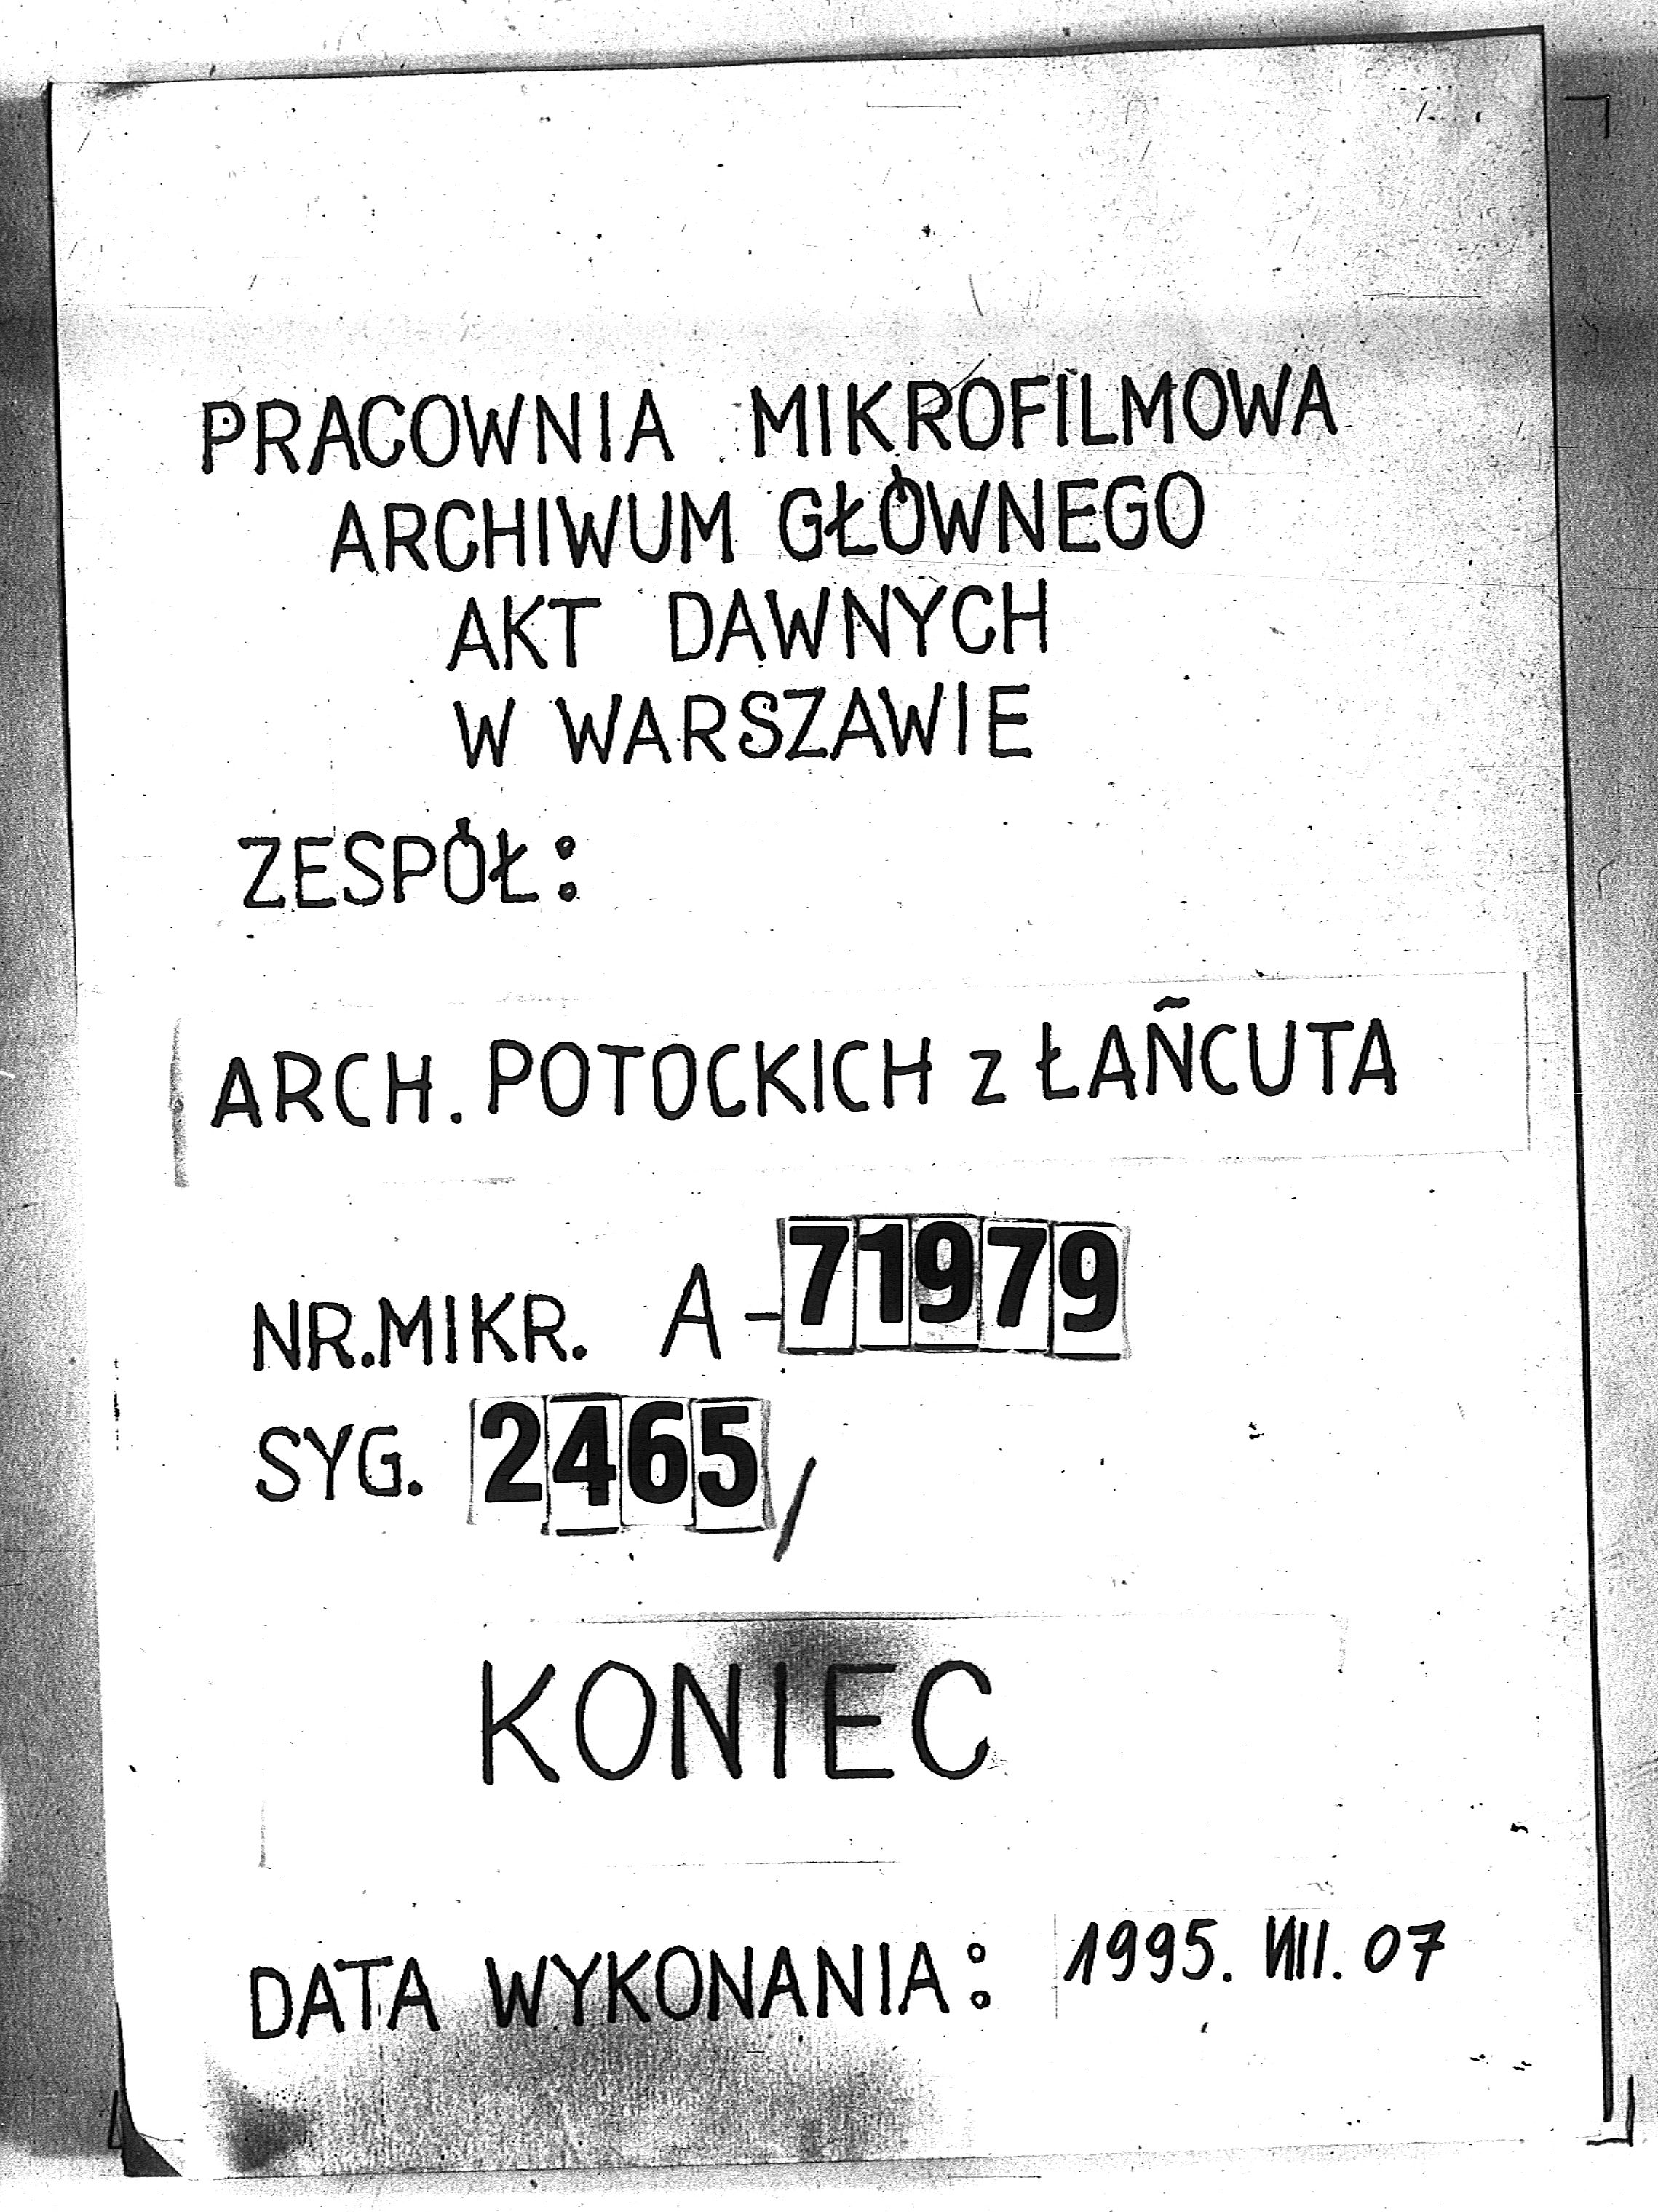 PRACOWNIA MIKROFILMOWA
ARCHIWUM GŁÓWNEGO
AKT DAWNYCH
W WARSZAWIE
ZESPÓŁ:
ARCH. POTOCKICH z ŁAŃCUTA
NR.MIKR. A-71979
SYG. 2465/
KONIEC
DATA WYKONANIA: 1995. VIII. 07